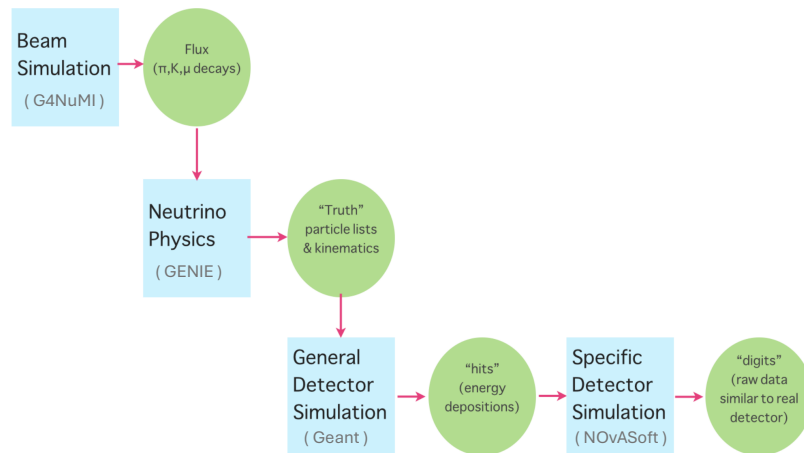 Beam
Simulation
( G4NuMI )
Flux
(π,K,μ decays)
Neutrino
Physics
( GENIE )
“Truth”
particle lists
& kinematics
General
Detector
Simulation
( Geant )
“hits”
(energy
depositions)
Specific
Detector
Simulation
( NOvASoft )
“digits”
(raw data
similar to real
detector)